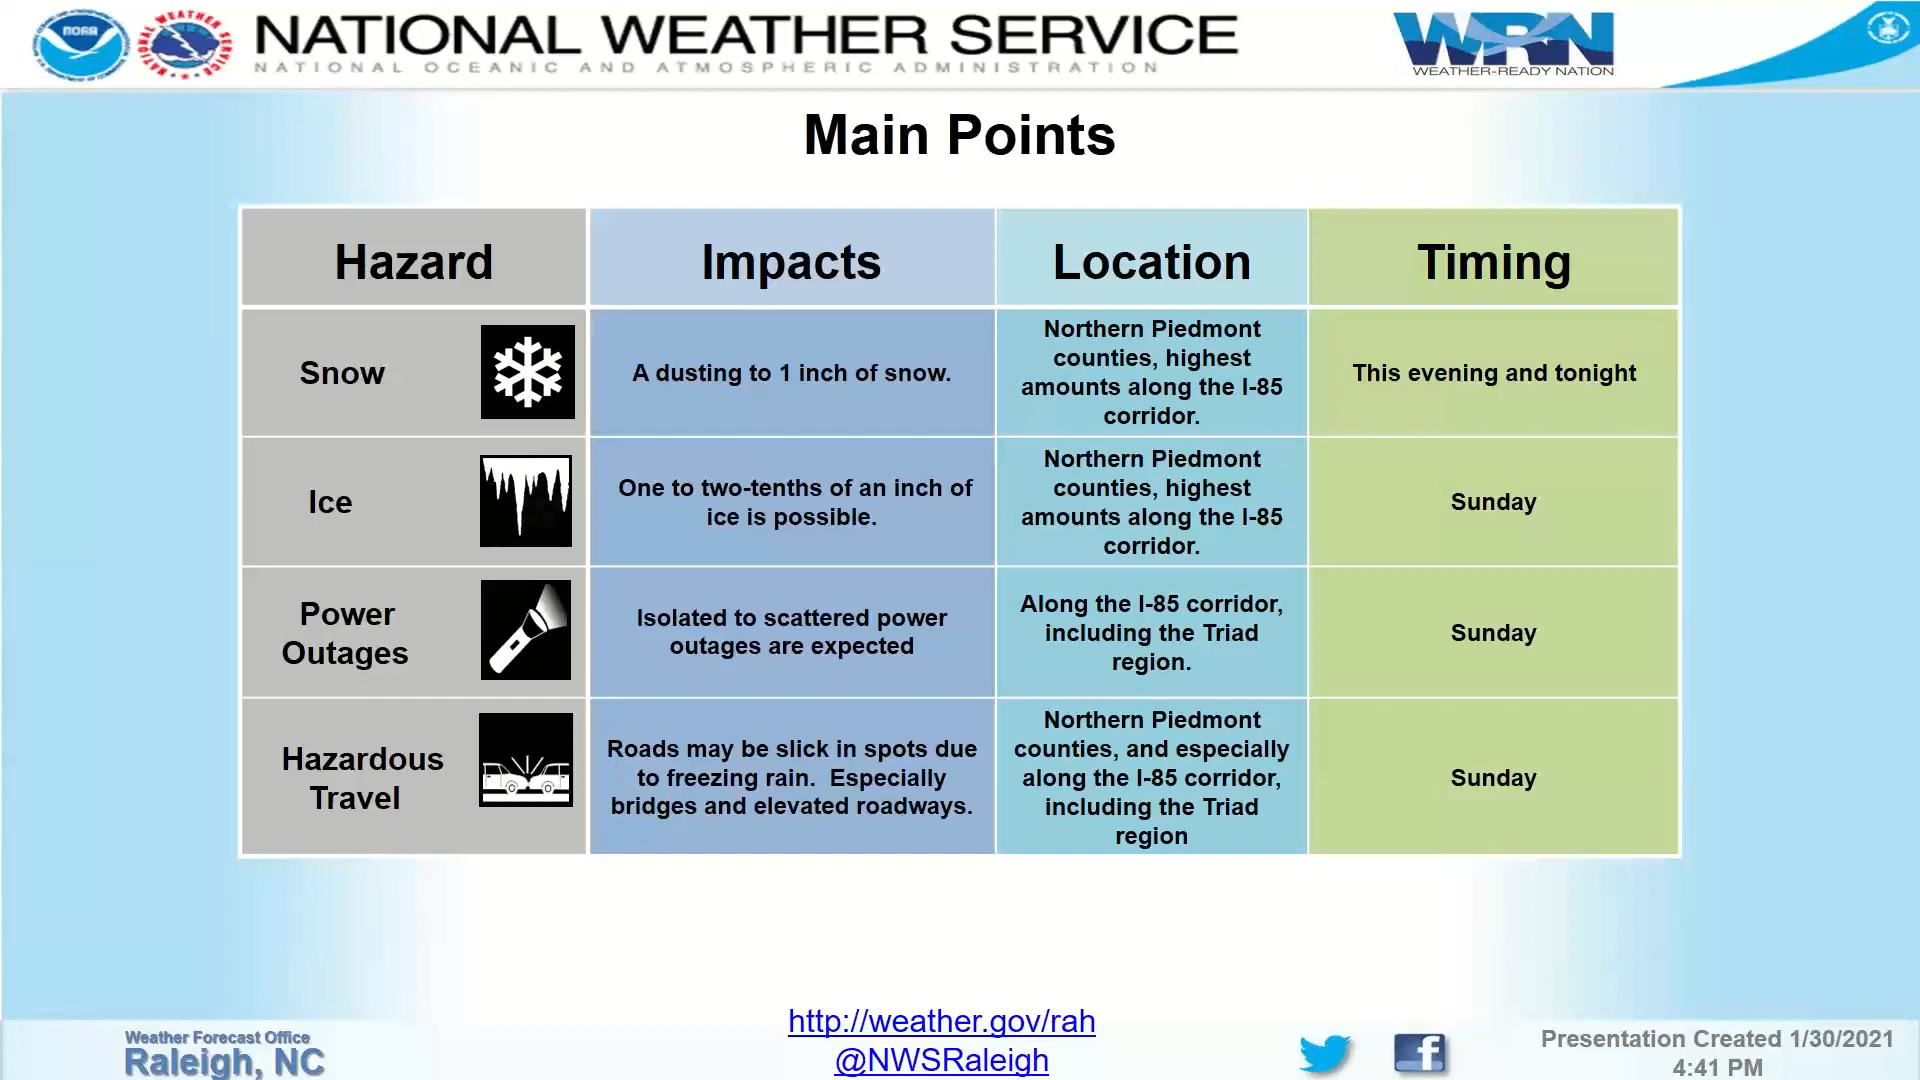 NATIONAL WEATHER SERVICE
NATIONAL OCEANIC AND ATMOSPHERIC ADMINISTRATION
NOAA
WRN
WEATHER-READY NATION
Main Points
Hazard
Impacts
Location
Timing
Snow
A dusting to 1 inch of snow.
Northern Piedmont
counties, highest
amounts along the I-85
corridor.
This evening and tonight
Ice
One to two-tenths of an inch of
ice is possible.
Northern Piedmont
counties, highest
amounts along the I-85
corridor.
Sunday
Power
Outages
Isolated to scattered power
outages are expected
Along the I-85 corridor,
including the Triad
region.
Sunday
Hazardous
Travel
Roads may be slick in spots due
to freezing rain.  Especially
bridges and elevated roadways.
Northern Piedmont
counties, and especially
along the I-85 corridor,
including the Triad
region
Sunday
Weather Forecast Office
Raleigh, NC
http://weather.gov/rah
@NWSRaleigh
Presentation Created 1/30/2021
4:41 PM